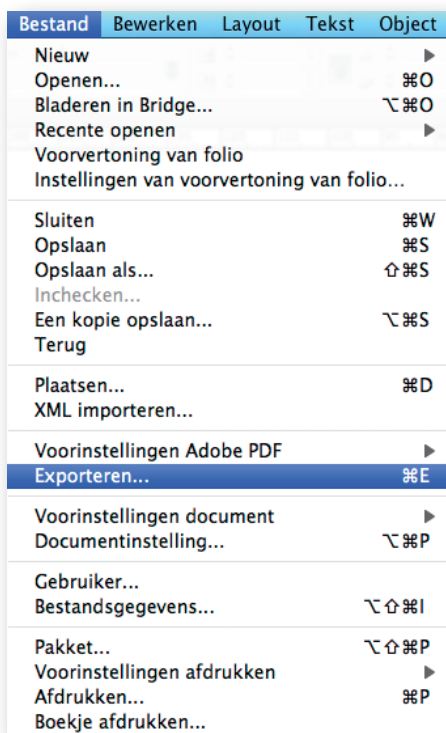 Bestand Bewerken Layout Tekst Object
Nieuw ▶
Openen... ⌘O
Bladeren in Bridge... ⌥⌘O
Recente openen ▶
Voorvertoning van folio
Instellingen van voorvertoning van folio...
Sluiten ⌘W
Opslaan ⌘S
Opslaan als... ⇧⌘S
Inchecken...
Een kopie opslaan... ⌥⌘S
Terug
Plaatsen... ⌘D
XML importeren...
Voorinstellingen Adobe PDF ▶
Exporteren... ⌘E
Voorinstellingen document ▶
Documentinstelling... ⌥⌘P
Gebruiker...
Bestandsgegevens... ⌥⇧⌘I
Pakket... ⌥⇧⌘P
Voorinstellingen afdrukken ▶
Afdrukken... ⌘P
Boekje afdrukken...